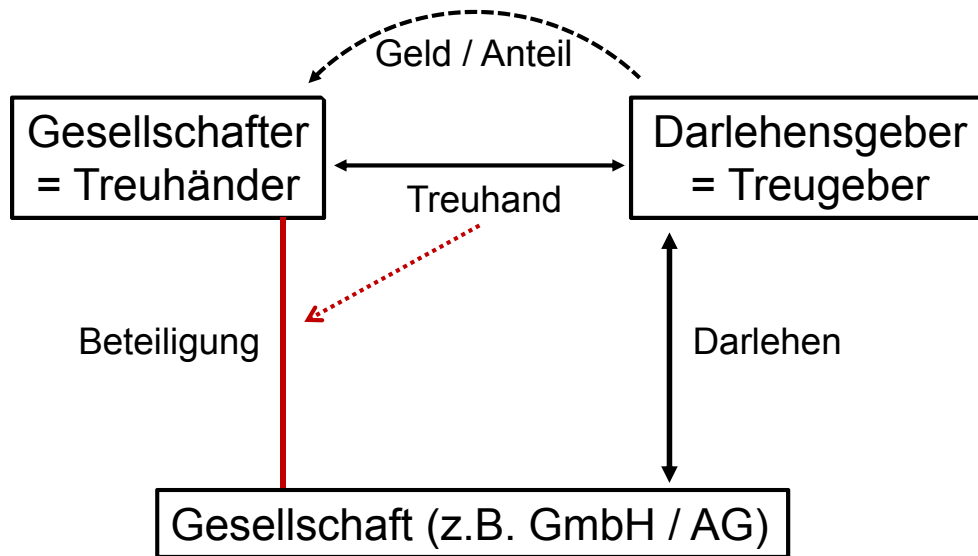 Geld / Anteil
Gesellschafter
= Treuhänder
Darlehensgeber
= Treugeber
Treuhand
Beteiligung
Darlehen
Gesellschaft (z.B. GmbH / AG)